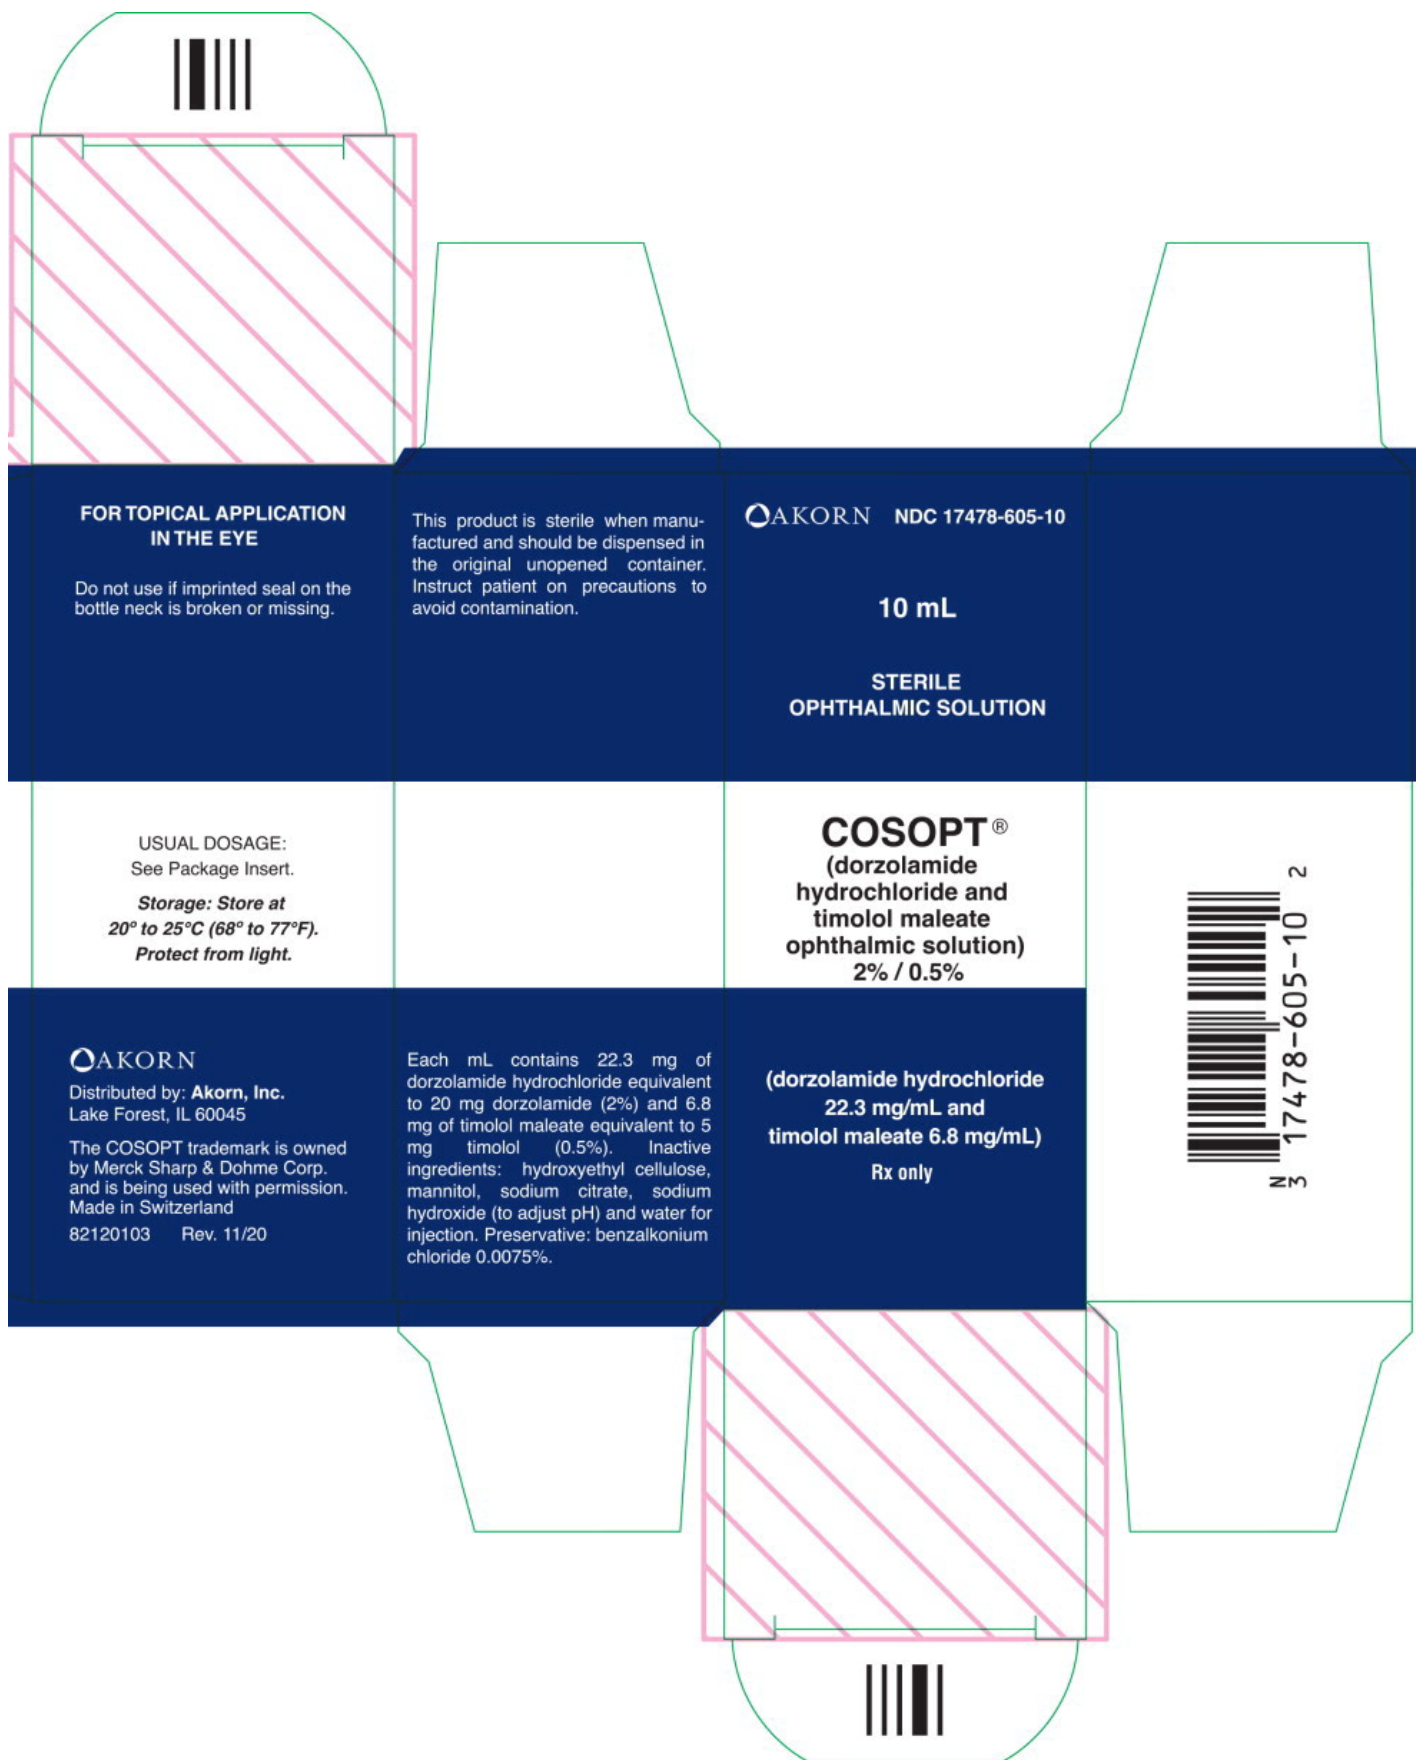 FOR TOPICAL APPLICATION
IN THE EYE
Do not use if imprinted seal on the
bottle neck is broken or missing.
USUAL DOSAGE:
See Package Insert.
Storage: Store at
20º to 25°C (68º to 77°F).
Protect from light.
AKORN
Distributed by: Akorn, Inc.
Lake Forest, IL 60045
The COSOPT trademark is owned
by Merck Sharp & Dohme Corp.
and is being used with permission.
Made in Switzerland
82120103 Rev. 11/20
This product is sterile when manu-
factured and should be dispensed in
the original unopened container.
Instruct patient on precautions to
avoid contamination.
Each mL contains 22.3 mg of
dorzolamide hydrochloride equivalent
to 20 mg dorzolamide (2%) and 6.8
mg of timolol maleate equivalent to 5
mg timolol (0.5%). Inactive
ingredients: hydroxyethyl cellulose,
mannitol, sodium citrate, sodium
hydroxide (to adjust pH) and water for
injection. Preservative: benzalkonium
chloride 0.0075%.
AKORN NDC 17478-605-10
10 mL
STERILE
OPHTHALMIC SOLUTION
COSOPT®
(dorzolamide
hydrochloride and
timolol maleate
ophthalmic solution)
2% / 0.5%
(dorzolamide hydrochloride
22.3 mg/mL and
timolol maleate 6.8 mg/mL)
Rx only
N
3 17478-605-10 2